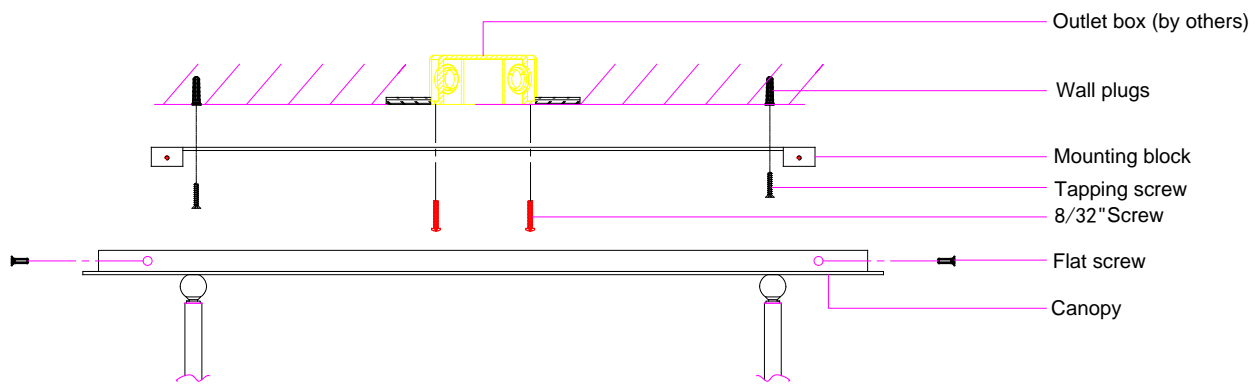 Outlet box (by others)
Wall plugs
Mounting block
Tapping screw
8/32"Screw
Flat screw
Canopy